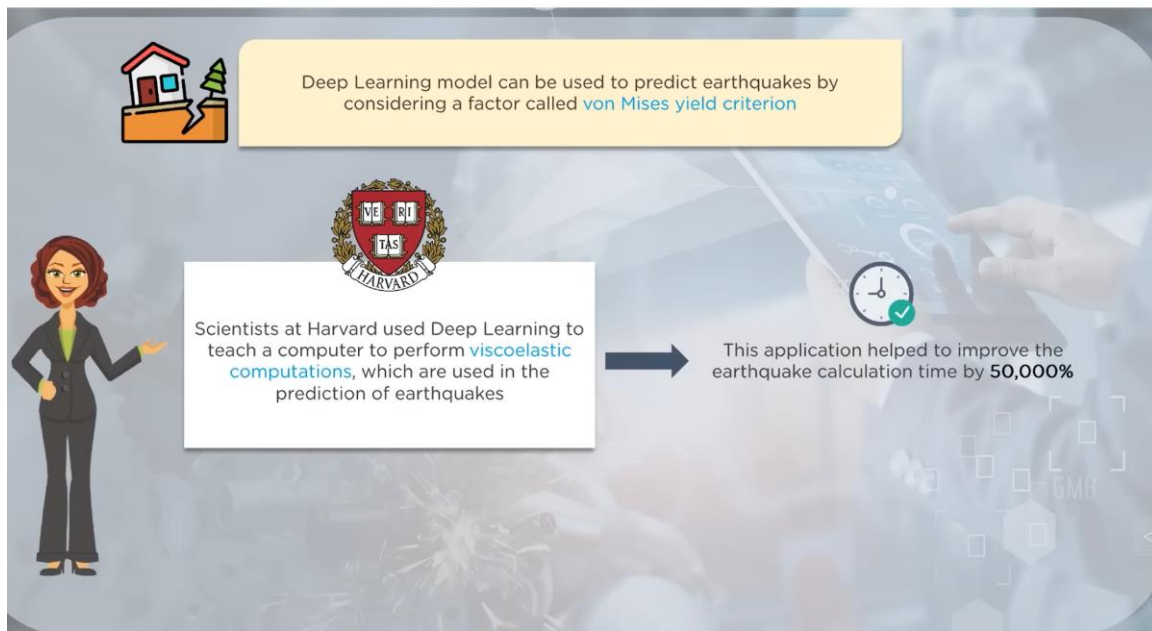 Deep Learning model can be used to predict earthquakes by
considering a factor called von Mises yield criterion
VE RI
TAS
HARVARD
Scientists at Harvard used Deep Learning to
teach a computer to perform viscoelastic
computations, which are used in the
prediction of earthquakes
This application helped to improve the
earthquake calculation time by 50,000%
GMB